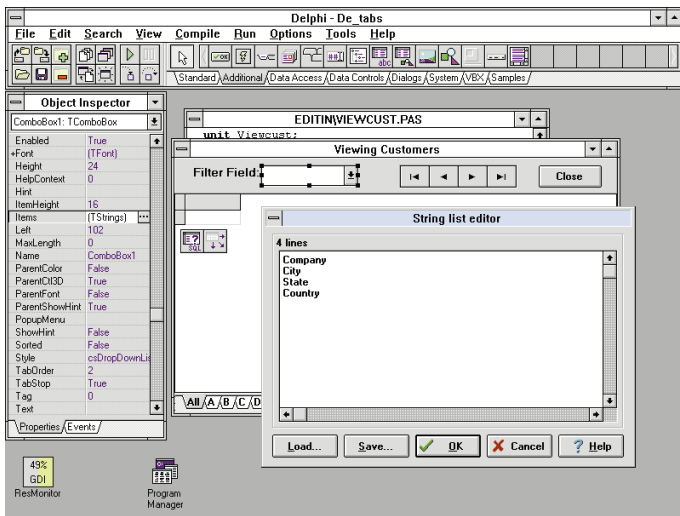 Delphi - De_tabs
File Edit Search View Compile Run Options Tools Help
Standard Additional Data Access Data Controls Dialogs System VBX Samples
Object Inspector
ComboBox1: TComboBox
Enabled True
+Font (TFont)
Height 24
HelpContext 0
Hint
ItemHeight 16
Items (TStrings) ...
Left 102
MaxLength 0
Name ComboBox1
ParentColor False
ParentCtl3D True
ParentFont False
ParentShowHint True
PopupMenu
ShowHint False
Sorted False
Style csDropDownLis
TabOrder 2
TabStop True
Tag 0
Text
Properties Events
EDITIN\VIEWCUST.PAS
unit Viewcust;
Viewing Customers
Filter Field:
Close
SQL
All A B C D
String list editor
4 lines
Company
City
State
Country
Load... Save... OK Cancel Help
49%
GDI
ResMonitor
Program
Manager